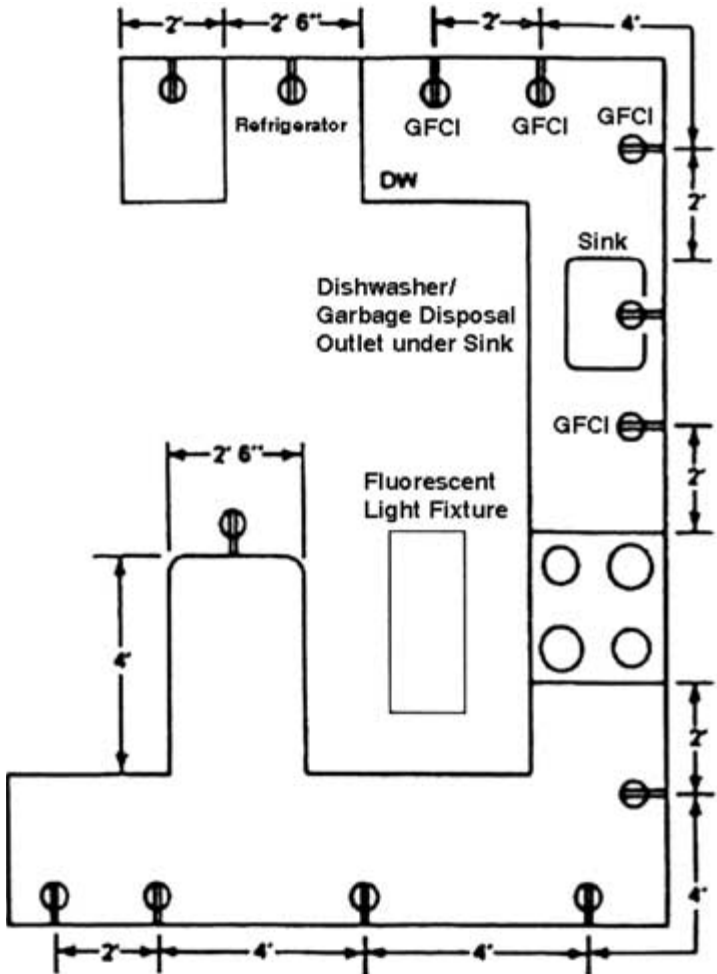 2' 2' 6" 2' 4'
Refrigerator GFCI GFCI GFCI
DW
2'
Sink
Dishwasher/
Garbage Disposal
Outlet under Sink
GFCI
2' 6"
2'
Fluorescent
Light Fixture
4'
2'
4'
2' 4' 4'